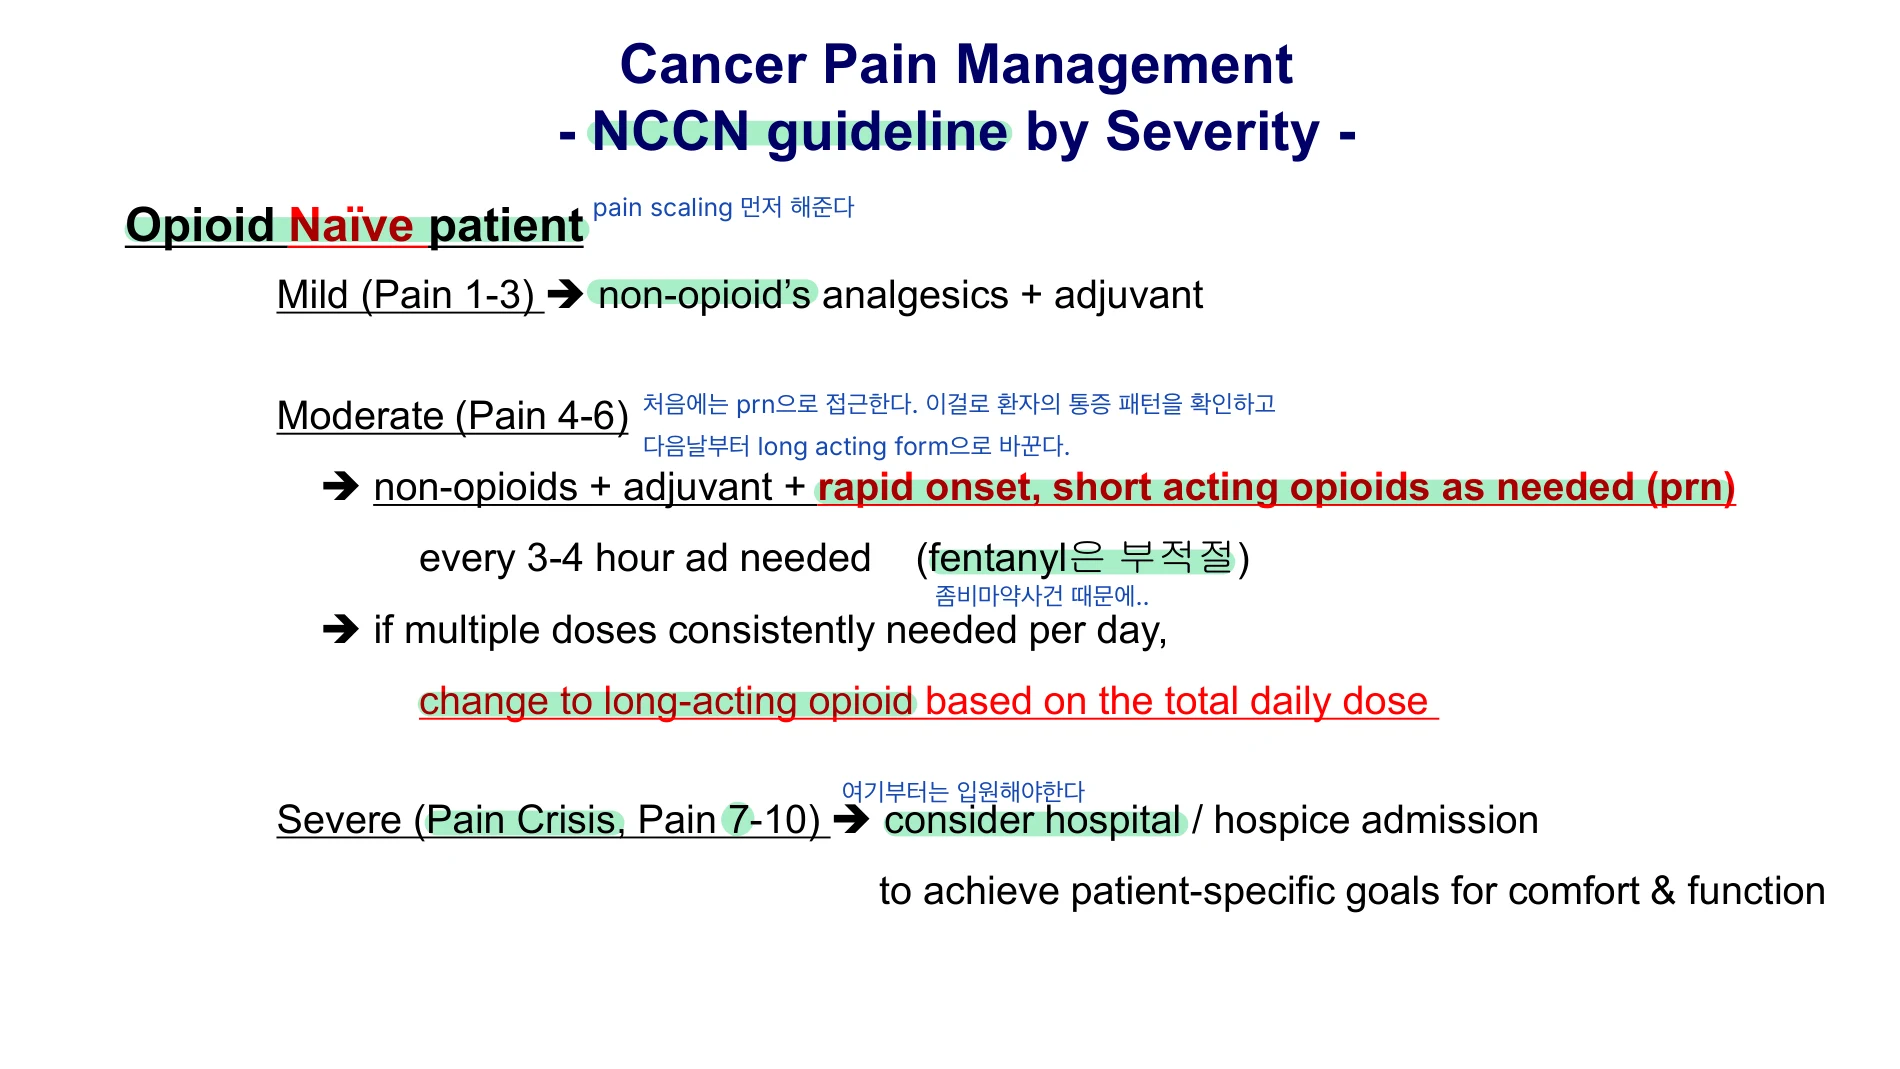 Cancer Pain Management
- NCCN guideline by Severity -
Opioid Naïve patient pain scaling 먼저 해준다
Mild (Pain 1-3) ➔ non-opioid’s analgesics + adjuvant
Moderate (Pain 4-6) 처음에는 prn으로 접근한다. 이걸로 환자의 통증 패턴을 확인하고
다음날부터 long acting form으로 바꾼다.
➔ non-opioids + adjuvant + rapid onset, short acting opioids as needed (prn)
every 3-4 hour ad needed (fentanyl은 부적절)
좀비마약사건 때문에..
➔ if multiple doses consistently needed per day,
change to long-acting opioid based on the total daily dose
여기부터는 입원해야한다
Severe (Pain Crisis, Pain 7-10) ➔ consider hospital / hospice admission
to achieve patient-specific goals for comfort & function